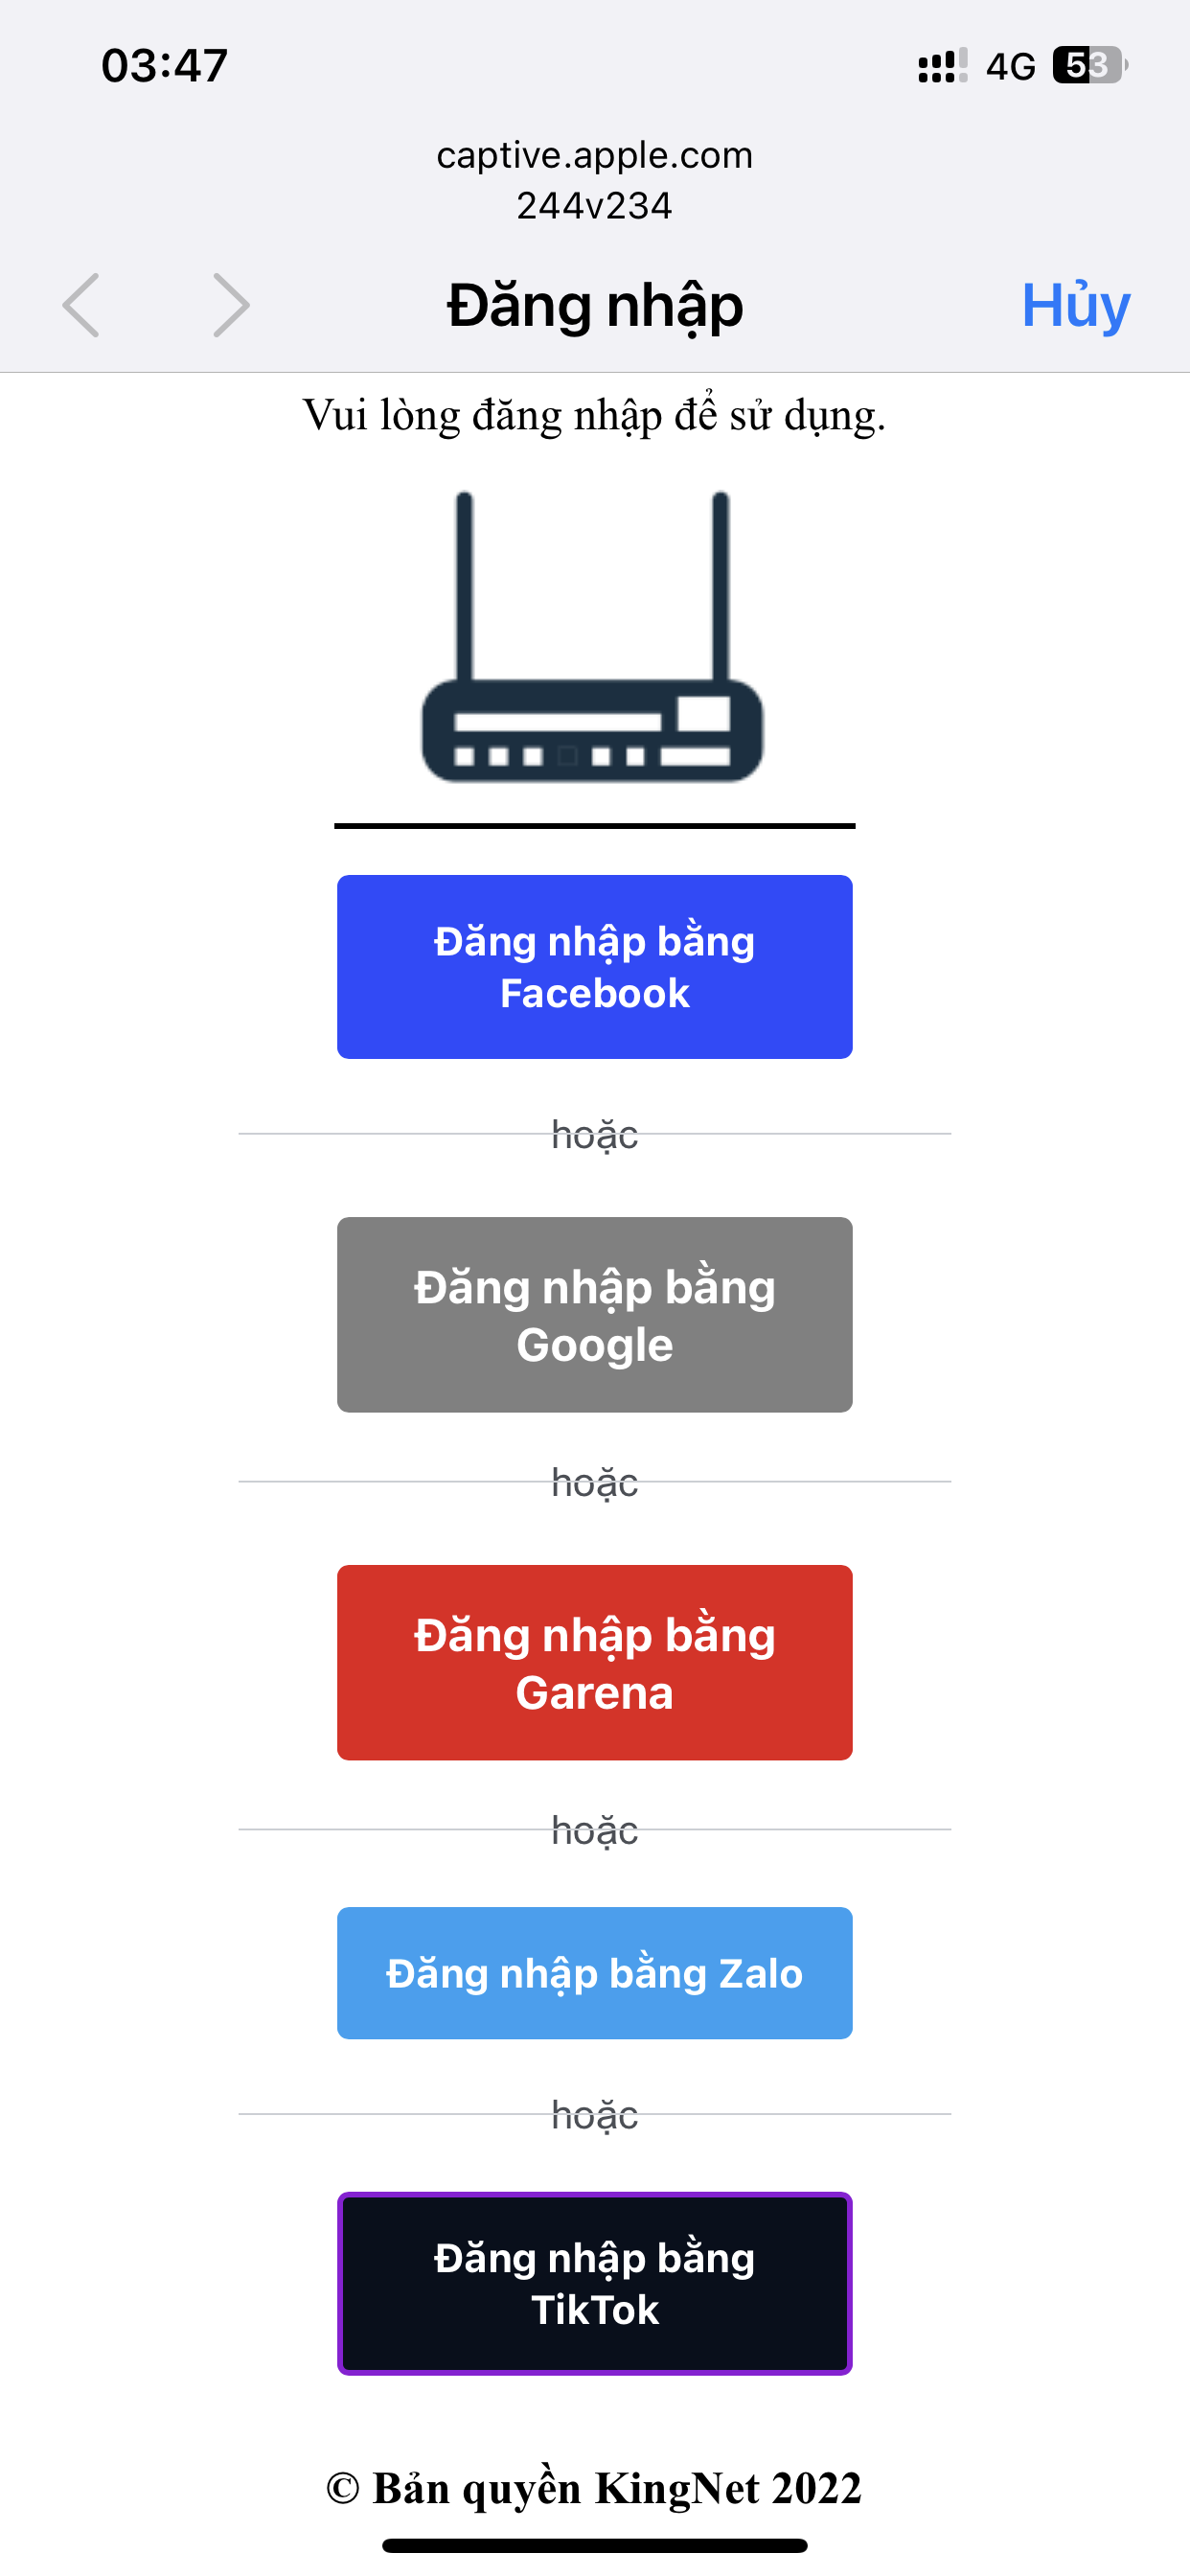 03:47
4G 53
captive.apple.com
244v234
Đăng nhập
Hủy
Vui lòng đăng nhập để sử dụng.
Đăng nhập bằng
Facebook
hoặc
Đăng nhập bằng
Google
hoặc
Đăng nhập bằng
Garena
hoặc
Đăng nhập bằng Zalo
hoặc
Đăng nhập bằng
TikTok
© Bản quyền KingNet 2022